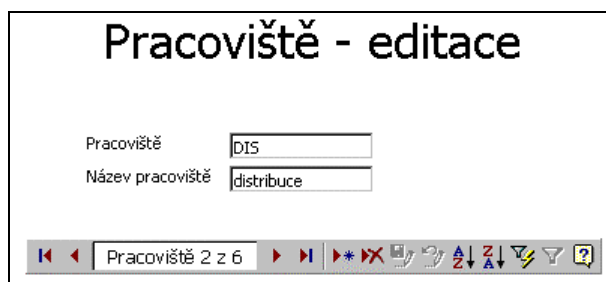 Pracoviště - editace
Pracoviště DIS
Název pracoviště distribuce
Pracoviště 2 z 6